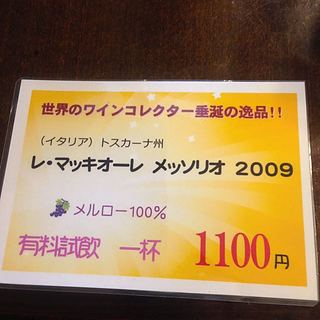 世界のワインコレクター垂涎の逸品!!
(イタリア) トスカーナ州
レ・マッキオーレ メッソリオ 2009
メルロー100%
有料試飲 一杯 1100円